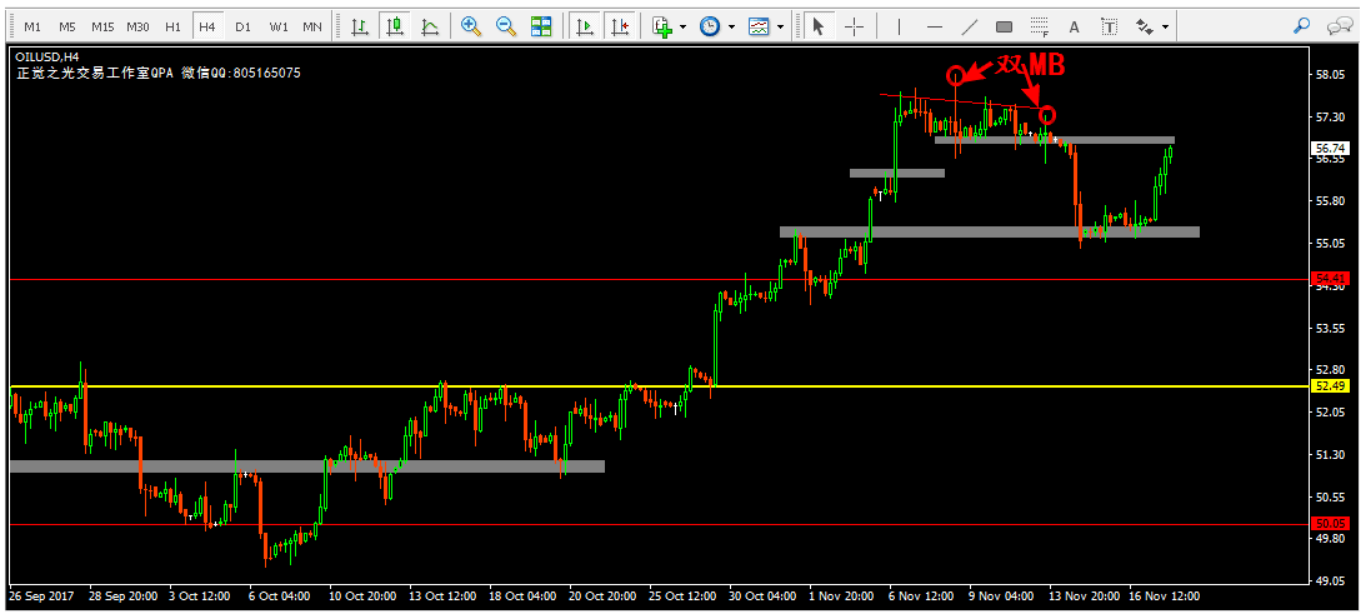 M1 M5 M15 M30 H1 H4 D1 W1 MN
F A T
OILUSD,H4
正觉之光交易工作室QPA 微信QQ:805165075
双MB
58.05
57.30
56.74
56.55
55.80
55.05
54.41
54.30
53.55
52.80
52.49
52.05
51.30
50.55
50.05
49.80
49.05
26 Sep 2017 28 Sep 20:00 3 Oct 12:00 6 Oct 04:00 10 Oct 20:00 13 Oct 12:00 18 Oct 04:00 20 Oct 20:00 25 Oct 12:00 30 Oct 04:00 1 Nov 20:00 6 Nov 12:00 9 Nov 04:00 13 Nov 20:00 16 Nov 12:00